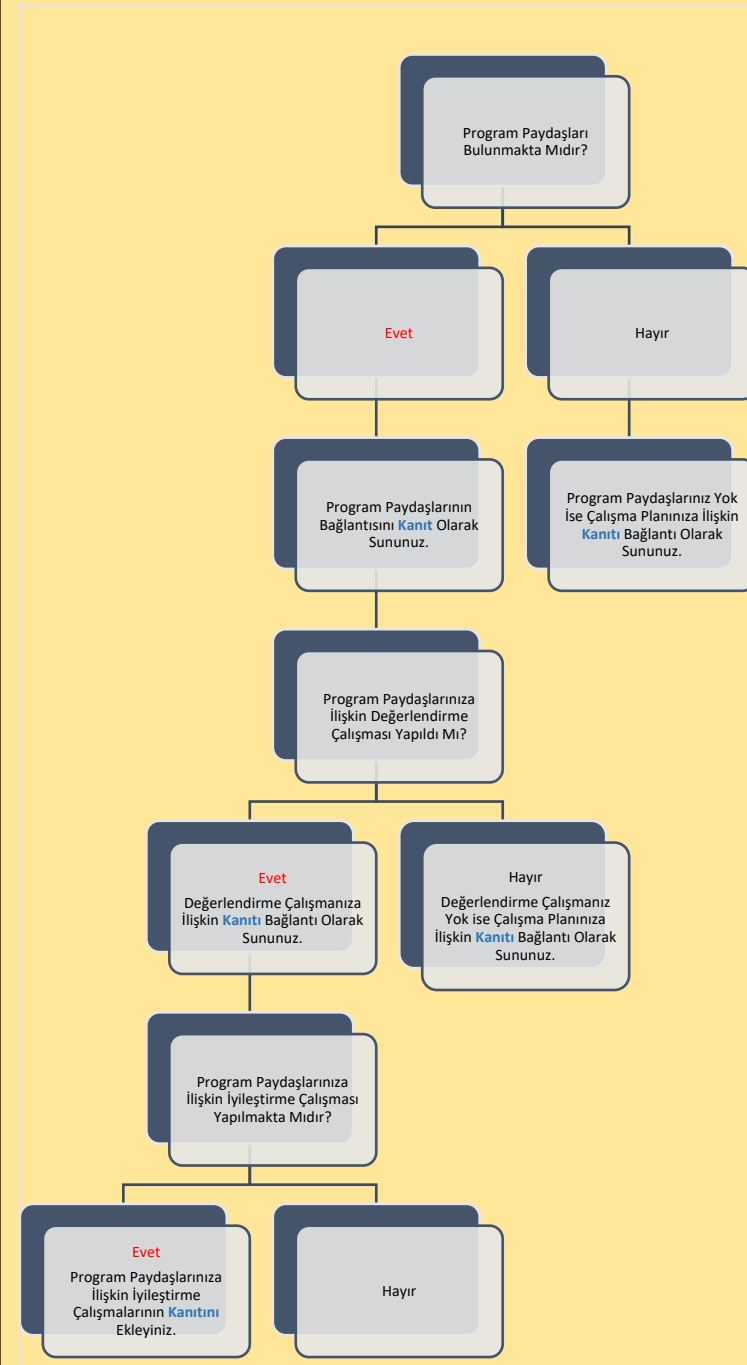 Program Paydaşları
Bulunmakta Mıdır?
Evet
Hayır
Program Paydaşlarının
Bağlantısını Kanıt Olarak
Sununuz.
Program Paydaşlarınız Yok
İse Çalışma Planınıza İlişkin
Kanıtı Bağlantı Olarak
Sununuz.
Program Paydaşlarınıza
İlişkin Değerlendirme
Çalışması Yapıldı Mı?
Evet
Değerlendirme Çalışmanıza
İlişkin Kanıtı Bağlantı Olarak
Sununuz.
Hayır
Değerlendirme Çalışmanız
Yok ise Çalışma Planınıza
İlişkin Kanıtı Bağlantı Olarak
Sununuz.
Program Paydaşlarınıza
İlişkin İyileştirme Çalışması
Yapılmakta Mıdır?
Evet
Program Paydaşlarınıza
İlişkin İyileştirme
Çalışmalarının Kanıtını
Ekleyiniz.
Hayır